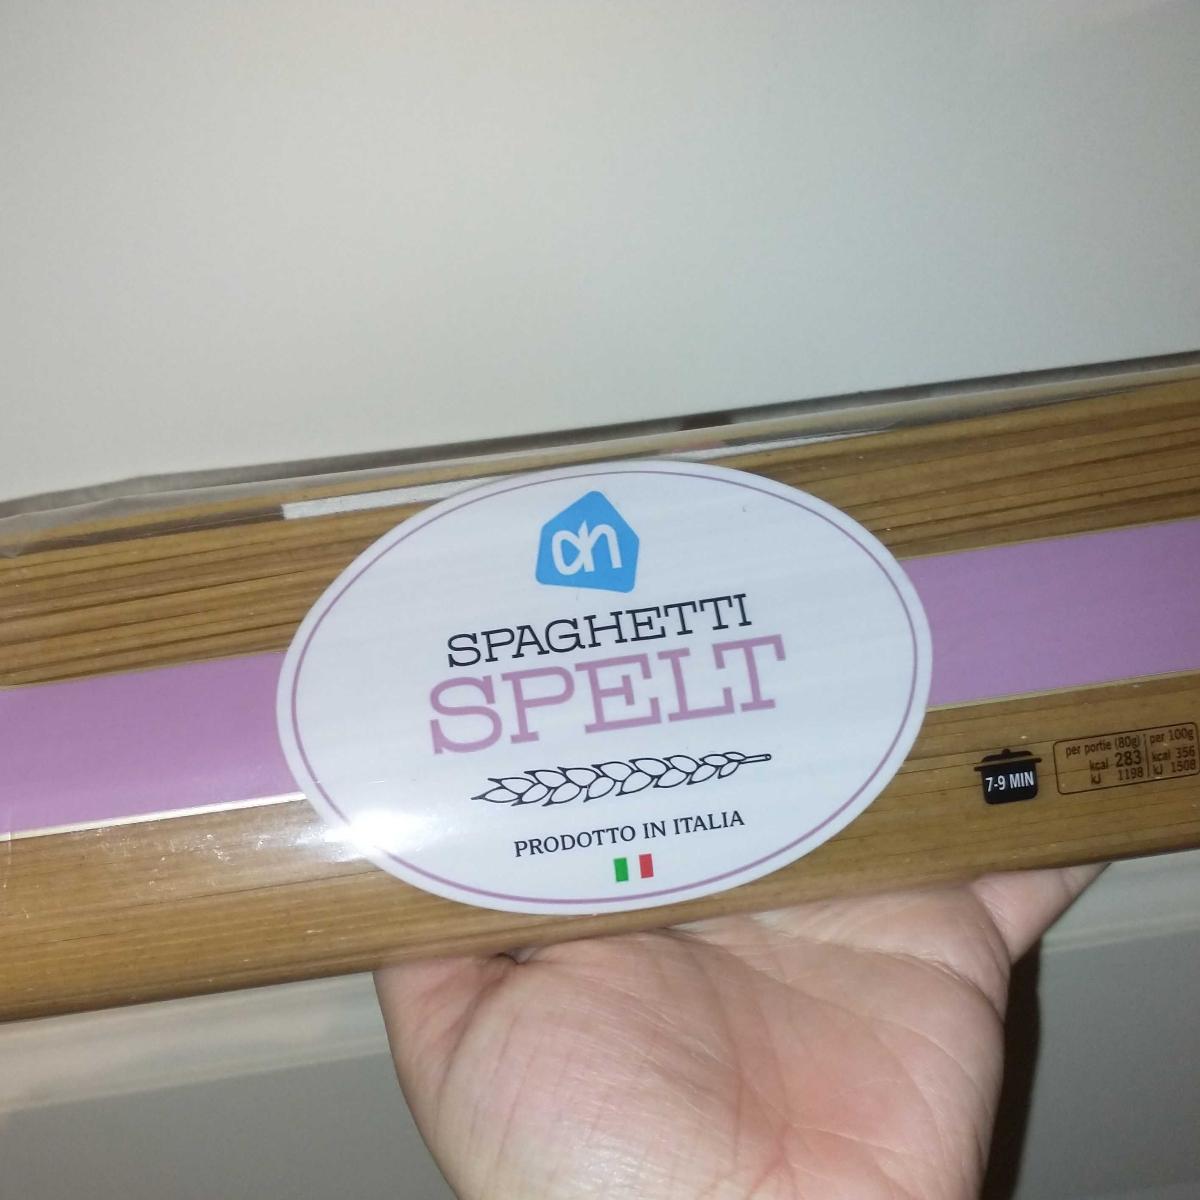 ah
SPAGHETTI
SPELT
PRODOTTO IN ITALIA
7-9 MIN
per portie (80g) per 100g
kcal 283 kcal 356
kJ 1198 kJ 1508